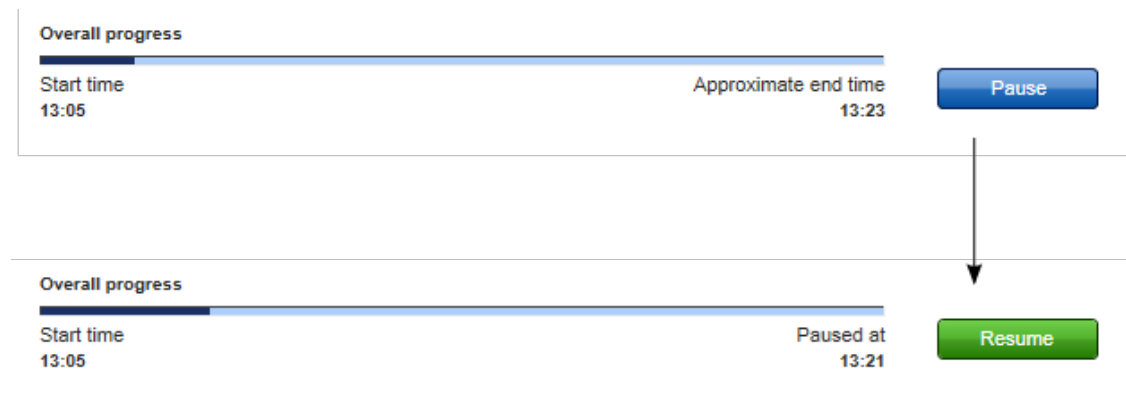 Overall progress
Start time
Approximate end time
Pause
13:05
13:23
Overall progress
Start time
Paused at
Resume
13:05
13:21